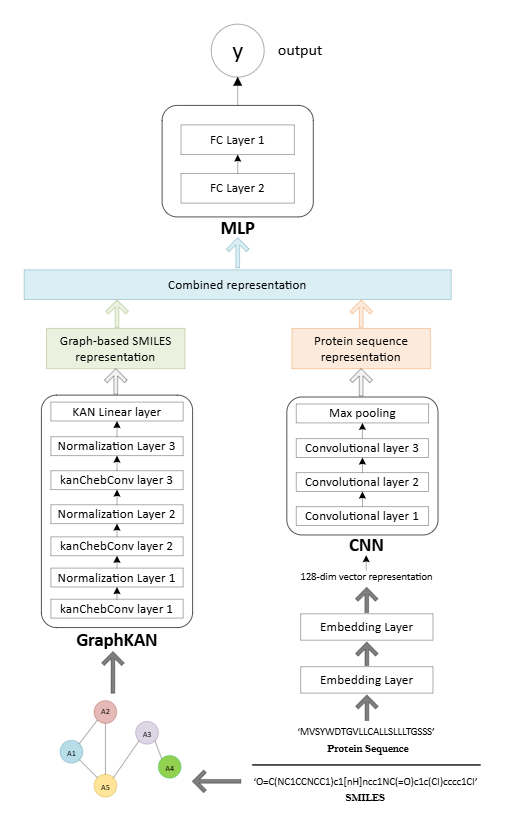 y
output
FC Layer 1
FC Layer 2
MLP
Combined representation
Graph-based SMILES
representation
KAN Linear layer
Normalization Layer 3
kanChebConv layer 3
Normalization Layer 2
kanChebConv layer 2
Normalization Layer 1
kanChebConv layer 1
GraphKAN
A2
A1
A3
A4
A5
Protein sequence
representation
Max pooling
Convolutional layer 3
Convolutional layer 2
Convolutional layer 1
CNN
128-dim vector representation
Embedding Layer
Embedding Layer
‘MVSYWDTGVLLCALLSLLLTGSSS’
Protein Sequence
‘O=C(NC1CCNCC1)c1[nH]ncc1NC(=O)c1c(Cl)cccc1Cl’
SMILES